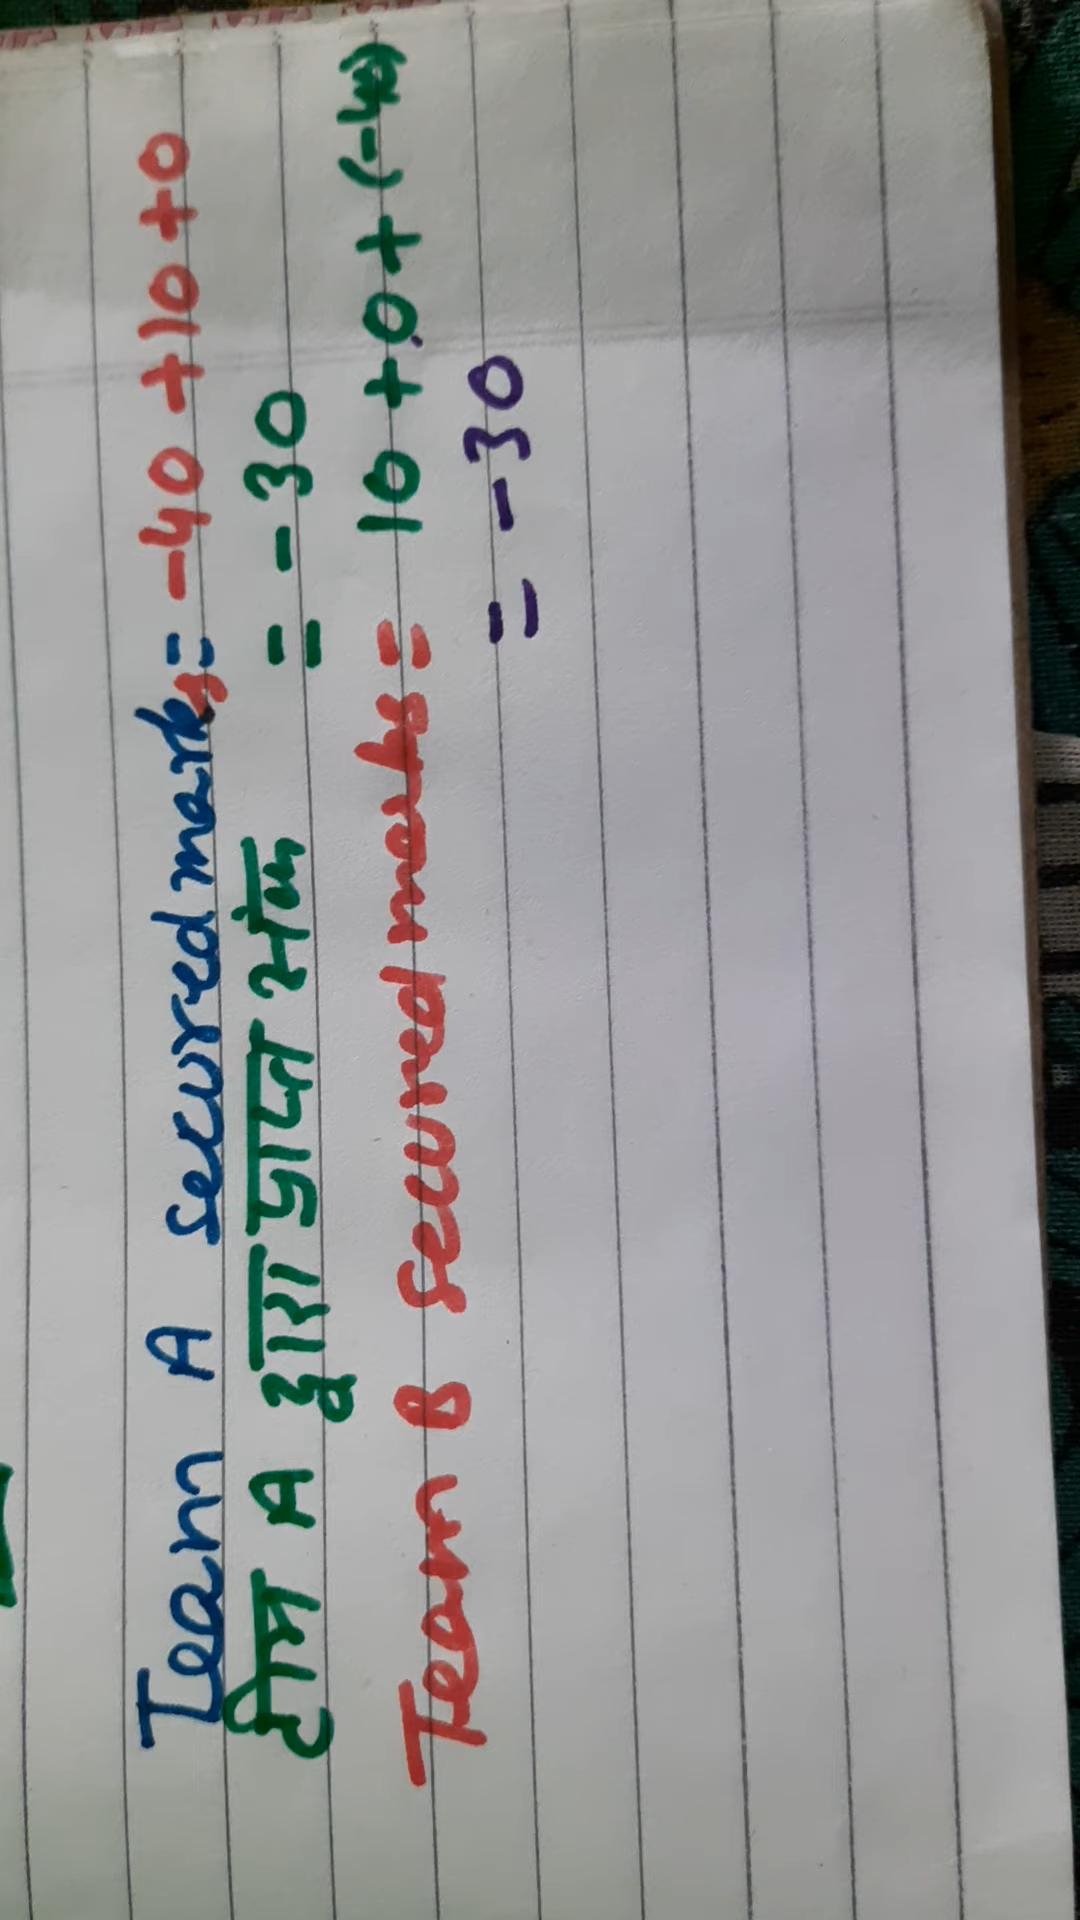 Team A secured marks= -40 +10 +0
टीम A द्वारा प्राप्त अंक = -30
Team B secured marks = 10 +0 + (-40)
= -30